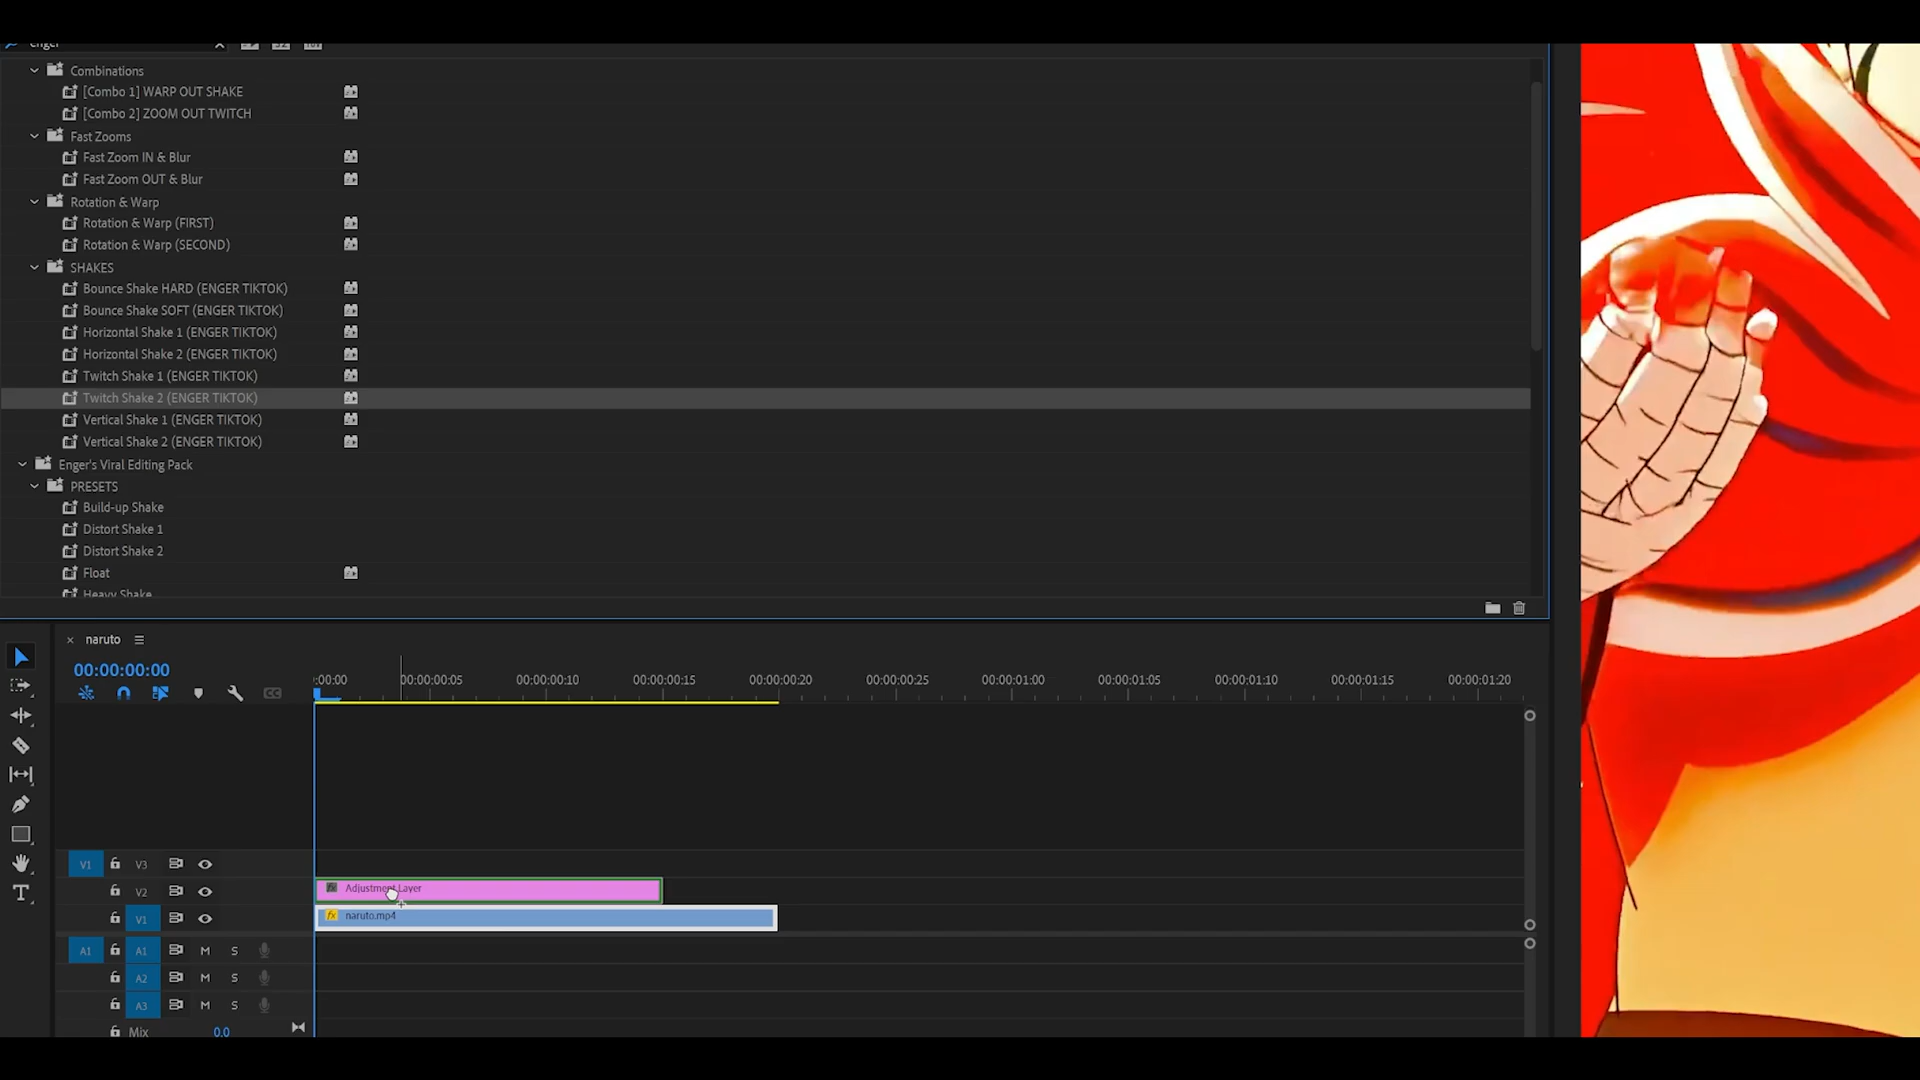 enger
Combinations
[Combo 1] WARP OUT SHAKE
[Combo 2] ZOOM OUT TWITCH
Fast Zooms
Fast Zoom IN & Blur
Fast Zoom OUT & Blur
Rotation & Warp
Rotation & Warp (FIRST)
Rotation & Warp (SECOND)
SHAKES
Bounce Shake HARD (ENGER TIKTOK)
Bounce Shake SOFT (ENGER TIKTOK)
Horizontal Shake 1 (ENGER TIKTOK)
Horizontal Shake 2 (ENGER TIKTOK)
Twitch Shake 1 (ENGER TIKTOK)
Twitch Shake 2 (ENGER TIKTOK)
Vertical Shake 1 (ENGER TIKTOK)
Vertical Shake 2 (ENGER TIKTOK)
Enger's Viral Editing Pack
PRESETS
Build-up Shake
Distort Shake 1
Distort Shake 2
Float
Heavy Shake
naruto
00:00:00:00
:00:00 00:00:00:05 00:00:00:10 00:00:00:15 00:00:00:20 00:00:00:25 00:00:01:00 00:00:01:05 00:00:01:10 00:00:01:15 00:00:01:20
CC
V1 V3
V2 fx Adjustment Layer
V1 fx naruto.mp4
A1 A1 M S
A2 M S
A3 M S
Mix 0.0
T